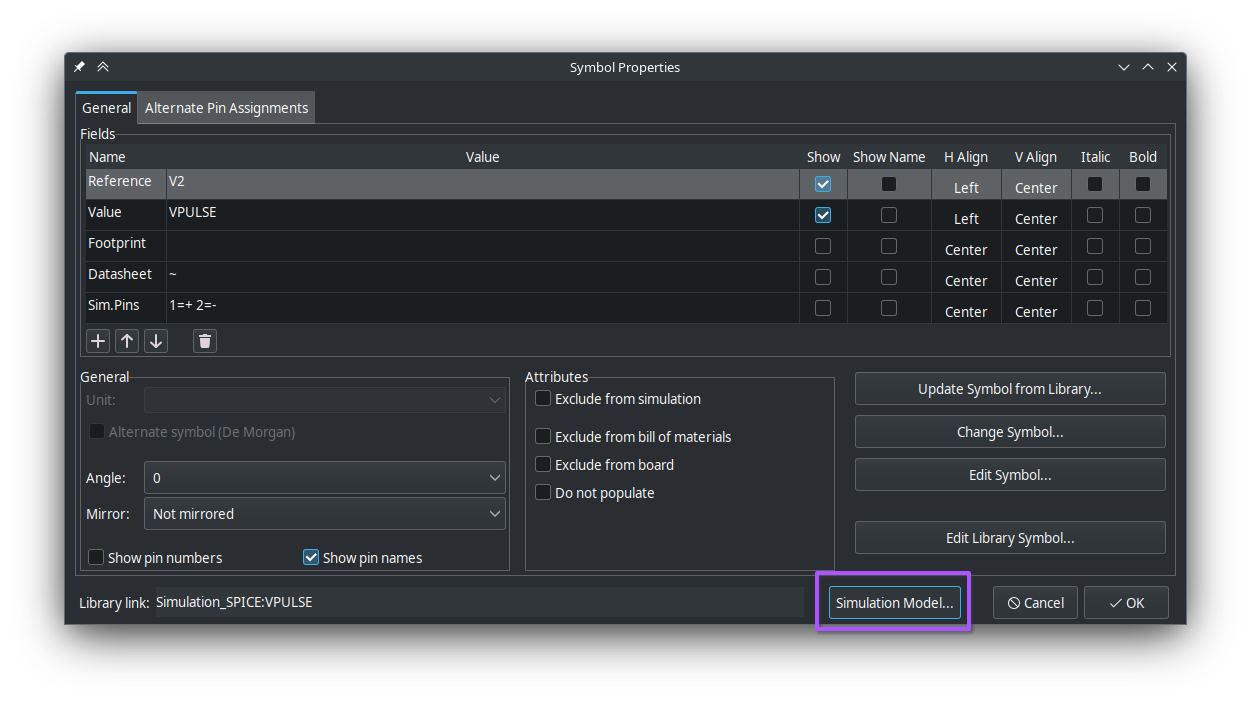 Symbol Properties
General Alternate Pin Assignments
Fields
Name Value Show Show Name H Align V Align Italic Bold
Reference V2 Left Center
Value VPULSE Left Center
Footprint Center Center
Datasheet ~ Center Center
Sim.Pins 1=+ 2=- Center Center
General
Unit:
Alternate symbol (De Morgan)
Angle: 0
Mirror: Not mirrored
Show pin numbers Show pin names
Attributes
Exclude from simulation
Exclude from bill of materials
Exclude from board
Do not populate
Update Symbol from Library...
Change Symbol...
Edit Symbol...
Edit Library Symbol...
Library link: Simulation_SPICE:VPULSE Simulation Model... Cancel OK